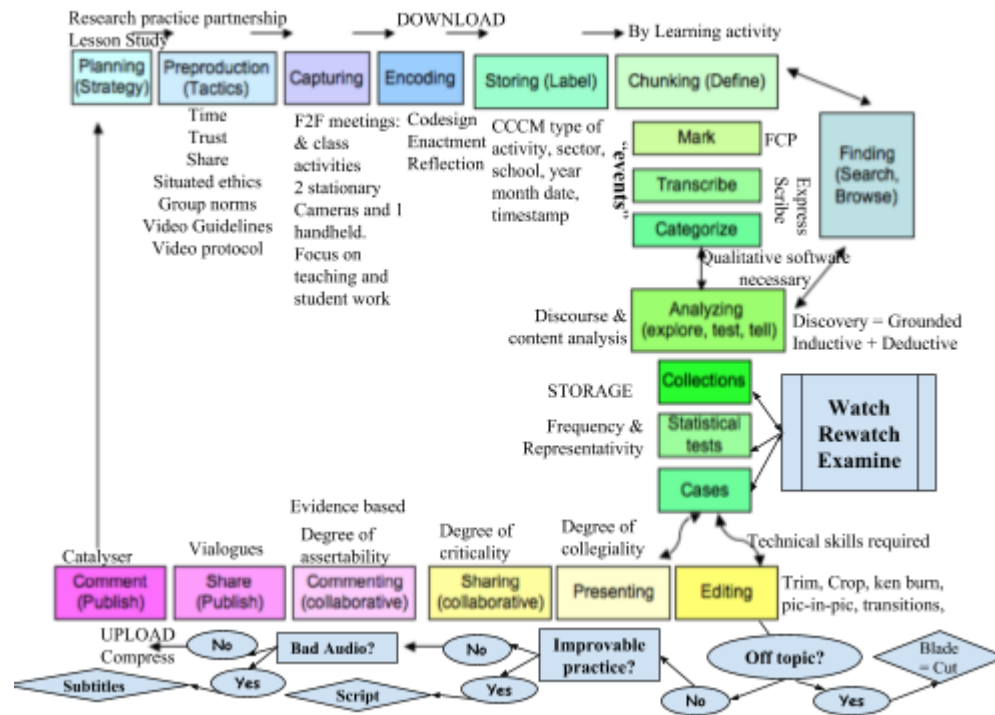 Research practice partnership
Lesson Study
DOWNLOAD
By Learning activity
Planning
(Strategy)
Preproduction
(Tactics)
Capturing
Encoding
Storing (Label)
Chunking (Define)
Time
Trust
Share
Situated ethics
Group norms
Video Guidelines
Video protocol
F2F meetings:
& class
activities
2 stationary
Cameras and 1
handheld.
Focus on
teaching and
student work
Codesign
Enactment
Reflection
CCCM type of
activity, sector,
school, year
month date,
timestamp
“events”
Mark
FCP
Transcribe
Express
Scribe
Categorize
Finding
(Search,
Browse)
Qualitative software
necessary
Discourse &
content analysis
Analyzing
(explore, test, tell)
Discovery = Grounded
Inductive + Deductive
STORAGE
Collections
Frequency &
Representativity
Statistical
tests
Cases
Watch
Rewatch
Examine
Catalyser
Vialogues
Evidence based
Degree of
assertability
Degree of
criticality
Degree of
collegiality
Technical skills required
Comment
(Publish)
Share
(Publish)
Commenting
(collaborative)
Sharing
(collaborative)
Presenting
Editing
Trim, Crop, ken burn,
pic-in-pic, transitions,
UPLOAD
Compress
No
Bad Audio?
No
Improvable
practice?
Off topic?
Blade
= Cut
Subtitles
Yes
Script
Yes
No
Yes